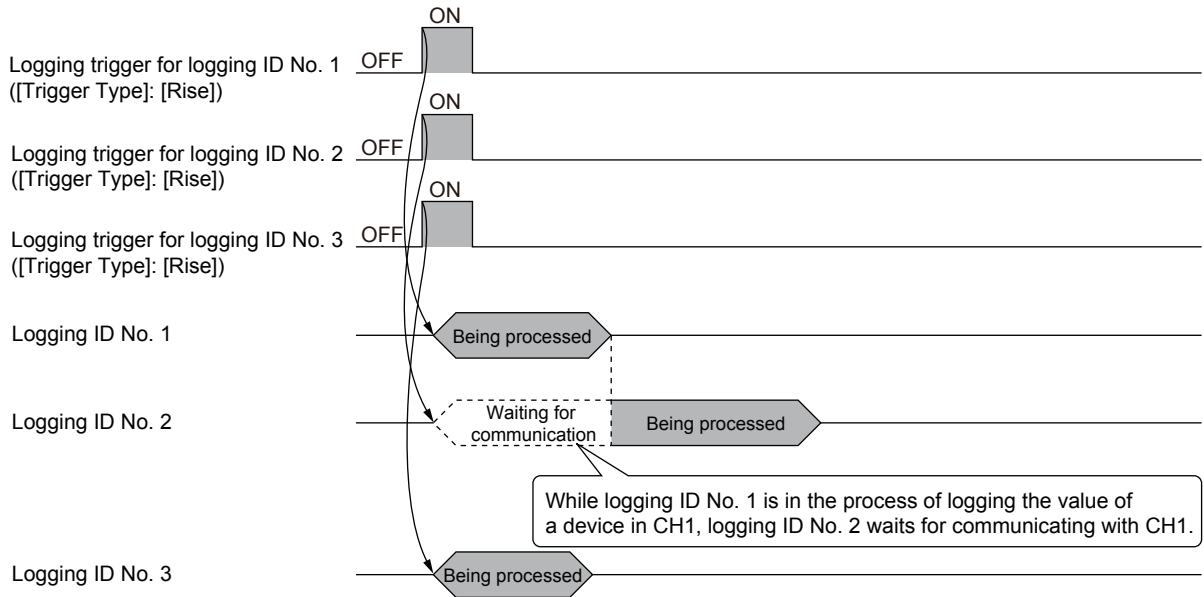 ON
Logging trigger for logging ID No. 1
OFF
([Trigger Type]: [Rise])
ON
Logging trigger for logging ID No. 2
OFF
([Trigger Type]: [Rise])
ON
Logging trigger for logging ID No. 3
OFF
([Trigger Type]: [Rise])
Logging ID No. 1
Being processed
Logging ID No. 2
Waiting for
communication
Being processed
While logging ID No. 1 is in the process of logging the value of
a device in CH1, logging ID No. 2 waits for communicating with CH1.
Logging ID No. 3
Being processed